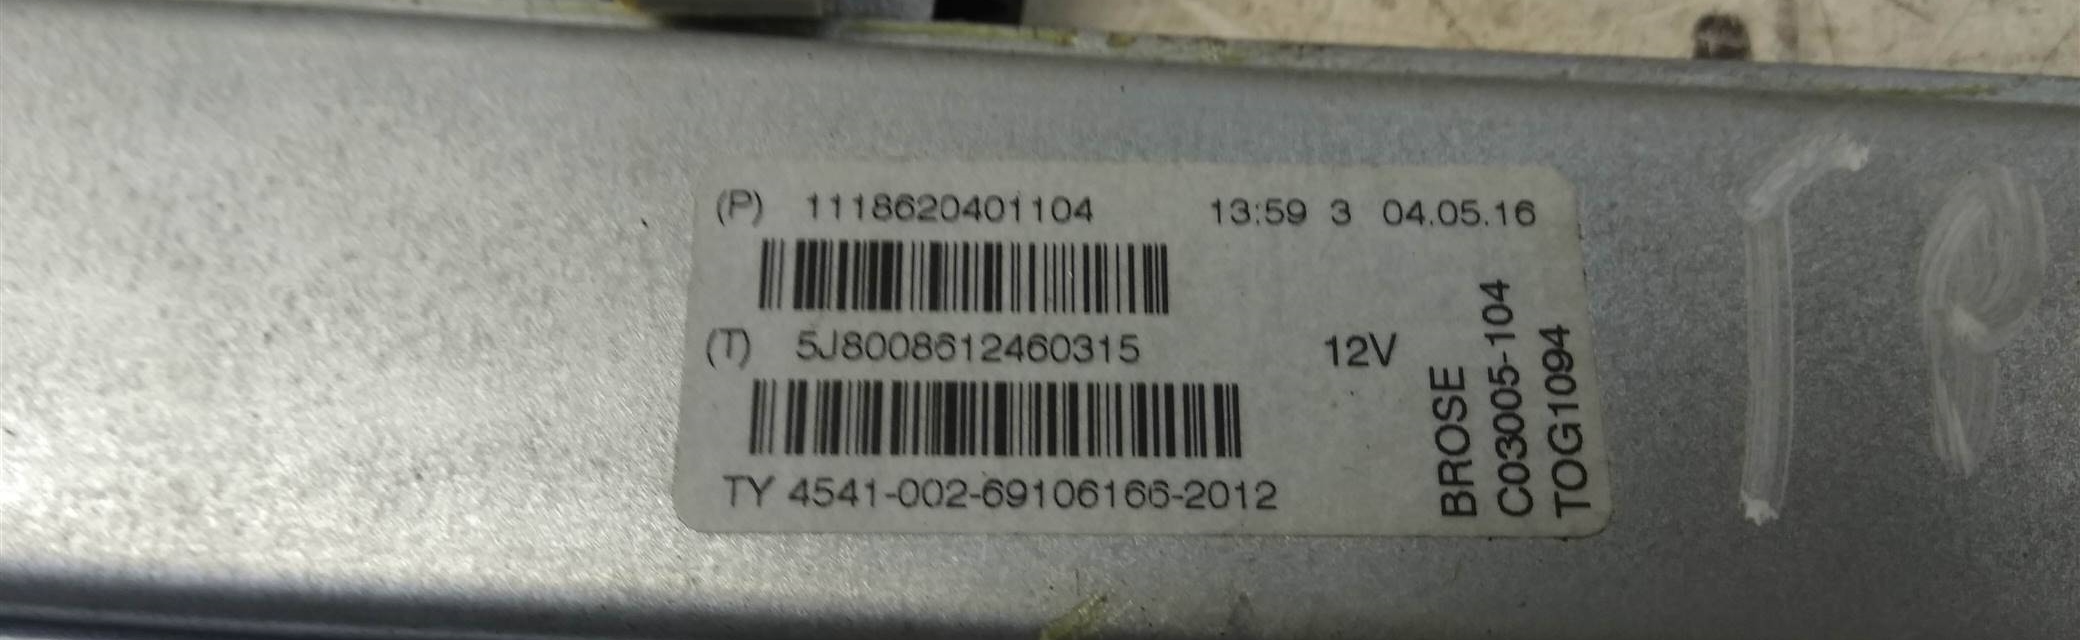 (P) 1118620401104 13:59 3 04.05.16
(T) 5J8008612460315 12V
TY 4541-002-69106166-2012
BROSE
C03005-104
TOG1094